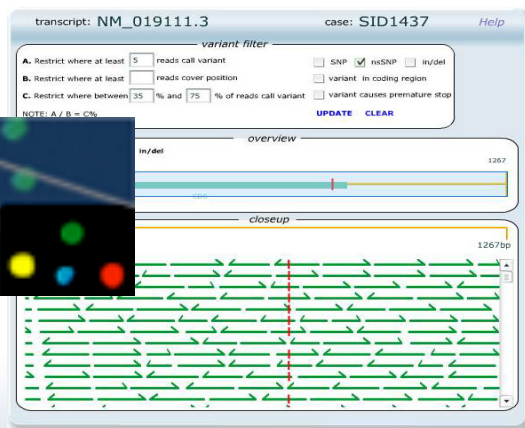 transcript: NM_019111.3 case: SID1437 Help
variant filter
A. Restrict where at least 5 reads call variant SNP nsSNP in/del
B. Restrict where at least reads cover position variant in coding region
C. Restrict where between 35 % and 75 % of reads call variant variant causes premature stop
NOTE: A / B = C% UPDATE CLEAR
overview
in/del
1267
CDS
closeup
1267bp